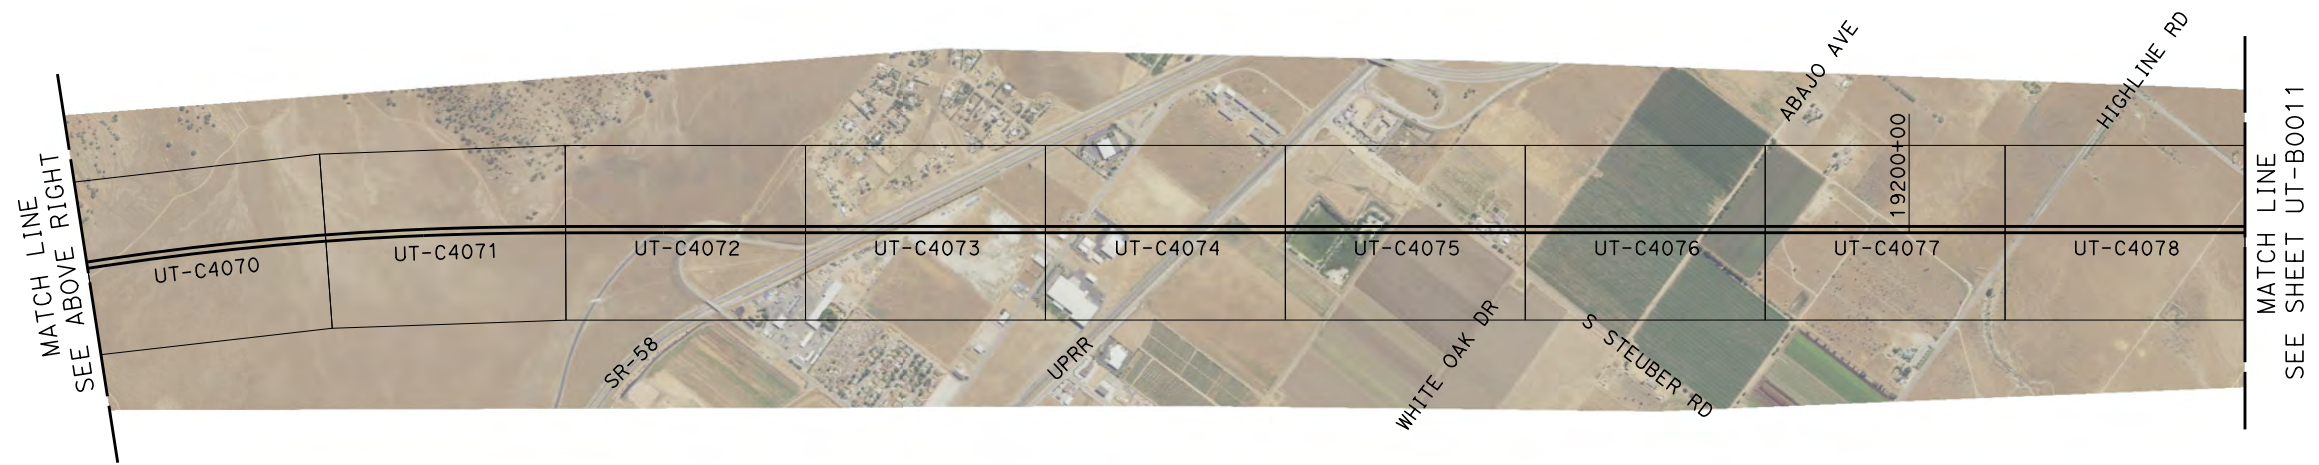 MATCH LINE
SEE ABOVE RIGHT
UT-C4070
UT-C4071
UT-C4072
UT-C4073
UT-C4074
UT-C4075
UT-C4076
UT-C4077
UT-C4078
SR-58
UPRR
WHITE OAK DR
S STEUBER RD
ABAJO AVE
19200+00
HIGHLINE RD
MATCH LINE
SEE SHEET UT-B0011